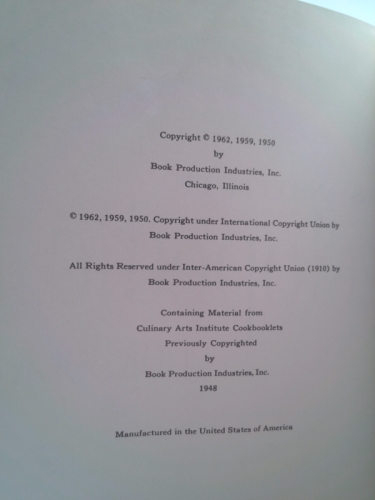 Copyright © 1962, 1959, 1950
by
Book Production Industries, Inc.
Chicago, Illinois
© 1962, 1959, 1950. Copyright under International Copyright Union by
Book Production Industries, Inc.
All Rights Reserved under Inter-American Copyright Union (1910) by
Book Production Industries, Inc.
Containing Material from
Culinary Arts Institute Cookbooklets
Previously Copyrighted
by
Book Production Industries, Inc.
1948
Manufactured in the United States of America